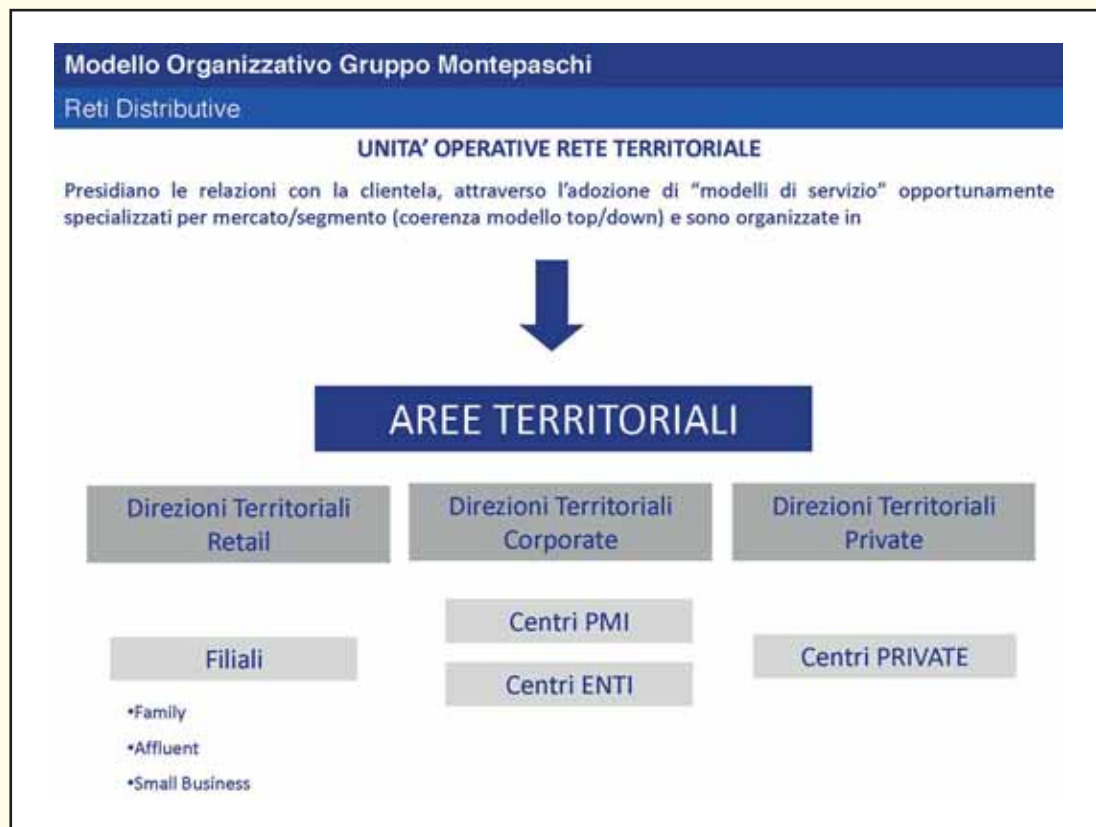 Modello Organizzativo Gruppo Montepaschi
Reti Distributive
UNITA’ OPERATIVE RETE TERRITORIALE
Presidiano le relazioni con la clientela, attraverso l’adozione di “modelli di servizio” opportunamente
specializzati per mercato/segmento (coerenza modello top/down) e sono organizzate in
AREE TERRITORIALI
Direzioni Territoriali
Retail
Filiali
•Family
•Affluent
•Small Business
Direzioni Territoriali
Corporate
Centri PMI
Centri ENTI
Direzioni Territoriali
Private
Centri PRIVATE